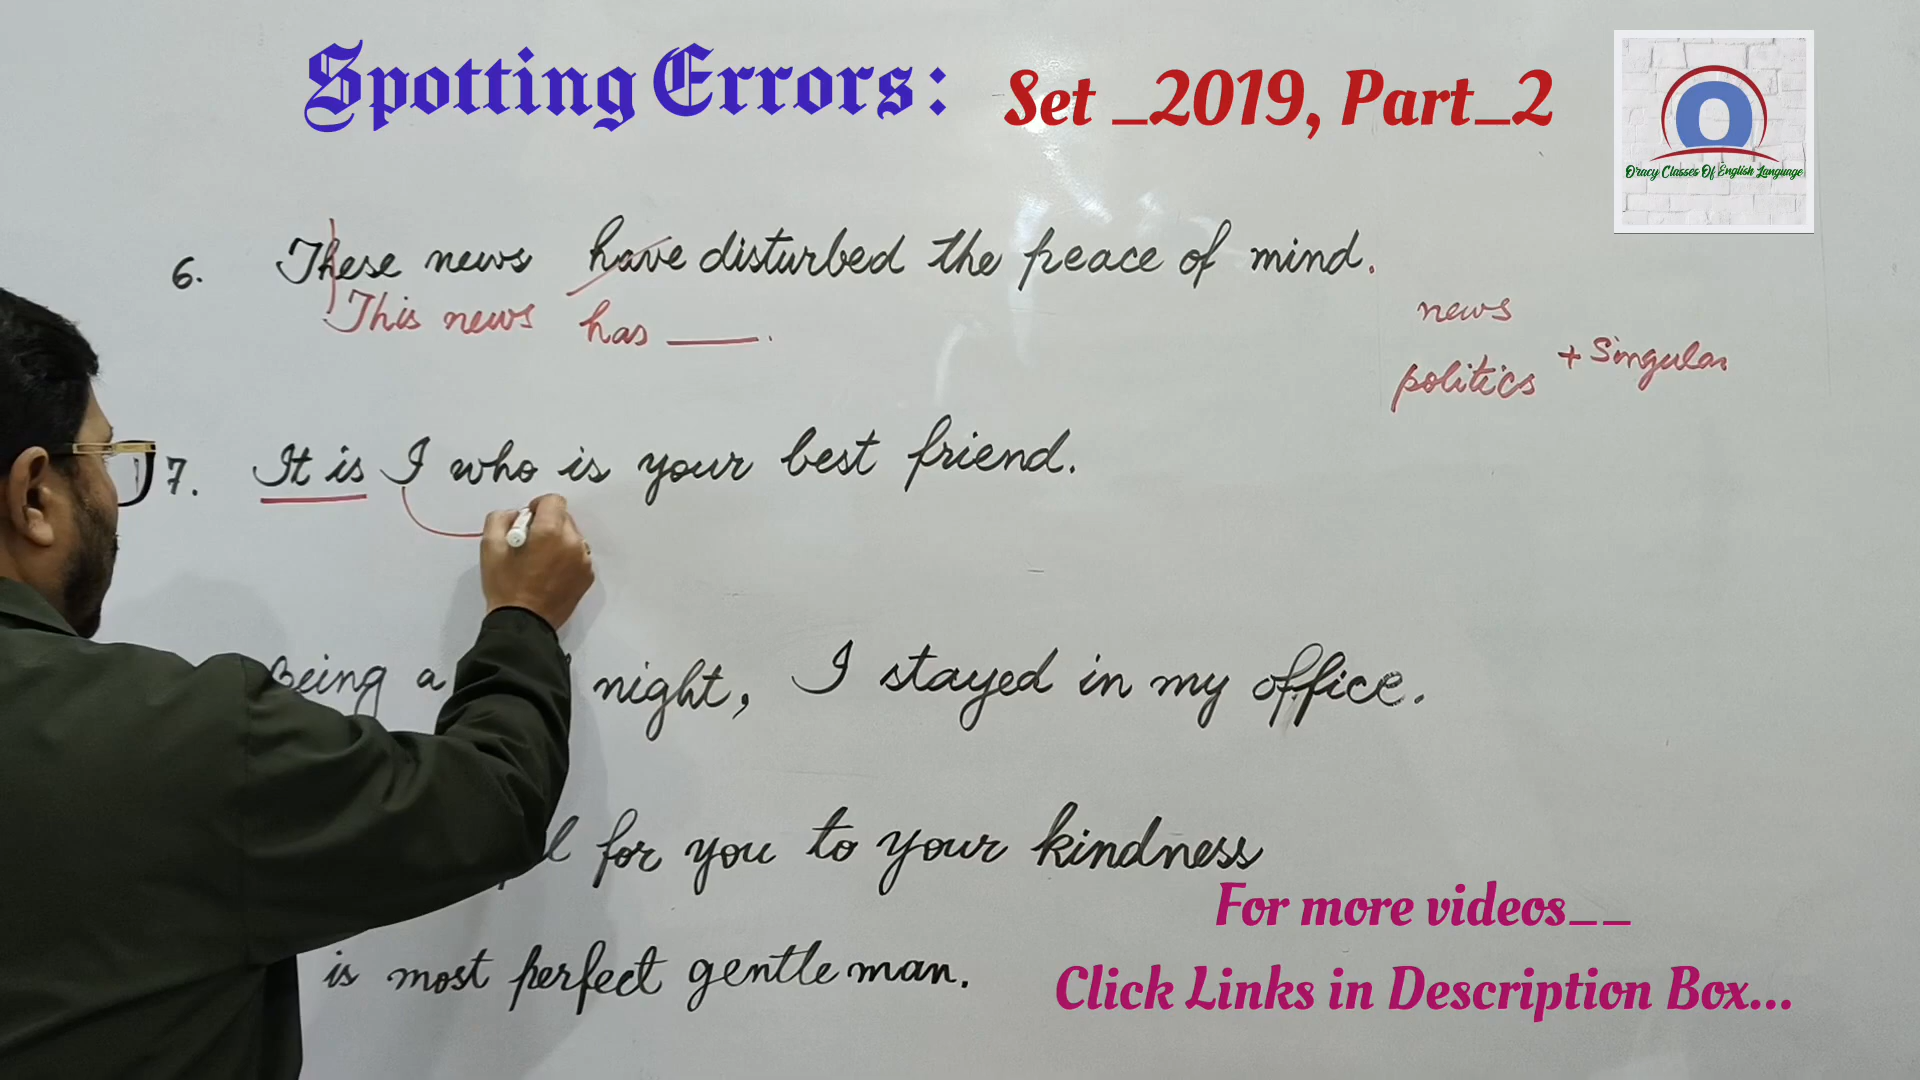 Spotting Errors: Set _2019, Part_2
Oracy Classes Of English Language
6. These news have disturbed the peace of mind.
This news has ___.
news
politics + Singular
7. It is I who is your best friend.
Being a night, I stayed in my office.
for you to your kindness
For more videos__
is most perfect gentleman.
Click Links in Description Box...